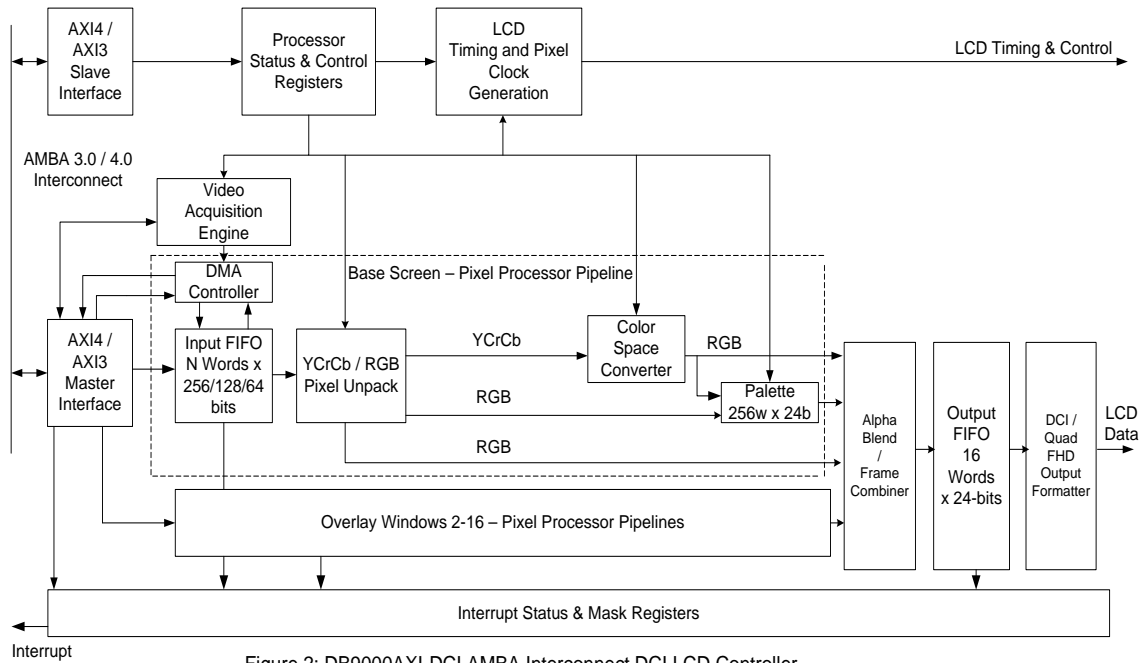 AXI4 /
AXI3
Slave
Interface
Processor
Status & Control
Registers
LCD
Timing and Pixel
Clock
Generation
LCD Timing & Control
AMBA 3.0 / 4.0
Interconnect
Video
Acquisition
Engine
DMA
Controller
Base Screen – Pixel Processor Pipeline
AXI4 /
AXI3
Master
Interface
Input FIFO
N Words x
256/128/64
bits
YCrCb / RGB
Pixel Unpack
YCrCb
Color
Space
Converter
RGB
RGB
Palette
256w x 24b
RGB
Alpha
Blend
/
Frame
Combiner
Output
FIFO
16
Words
x 24-bits
DCI /
Quad
FHD
Output
Formatter
LCD
Data
Overlay Windows 2-16 – Pixel Processor Pipelines
Interrupt Status & Mask Registers
Interrupt
Figure 2: DB9000AXI-DCI AMBA Interconnect DCI LCD Controller